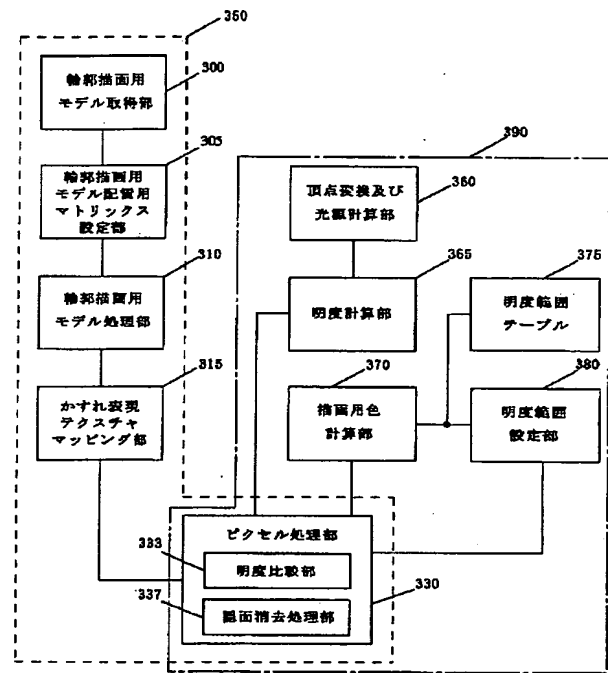 350
輪郭描画用
モデル取得部
300
305
輪郭描画用
モデル配置用
マトリックス
設定部
310
輪郭描画用
モデル処理部
315
かすれ表現
テクスチャ
マッピング部
390
頂点変換及び
光源計算部
360
365
明度計算部
375
明度範囲
テーブル
370
描画用色
計算部
380
明度範囲
設定部
ピクセル処理部
333
明度比較部
337
隠面消去処理部
330